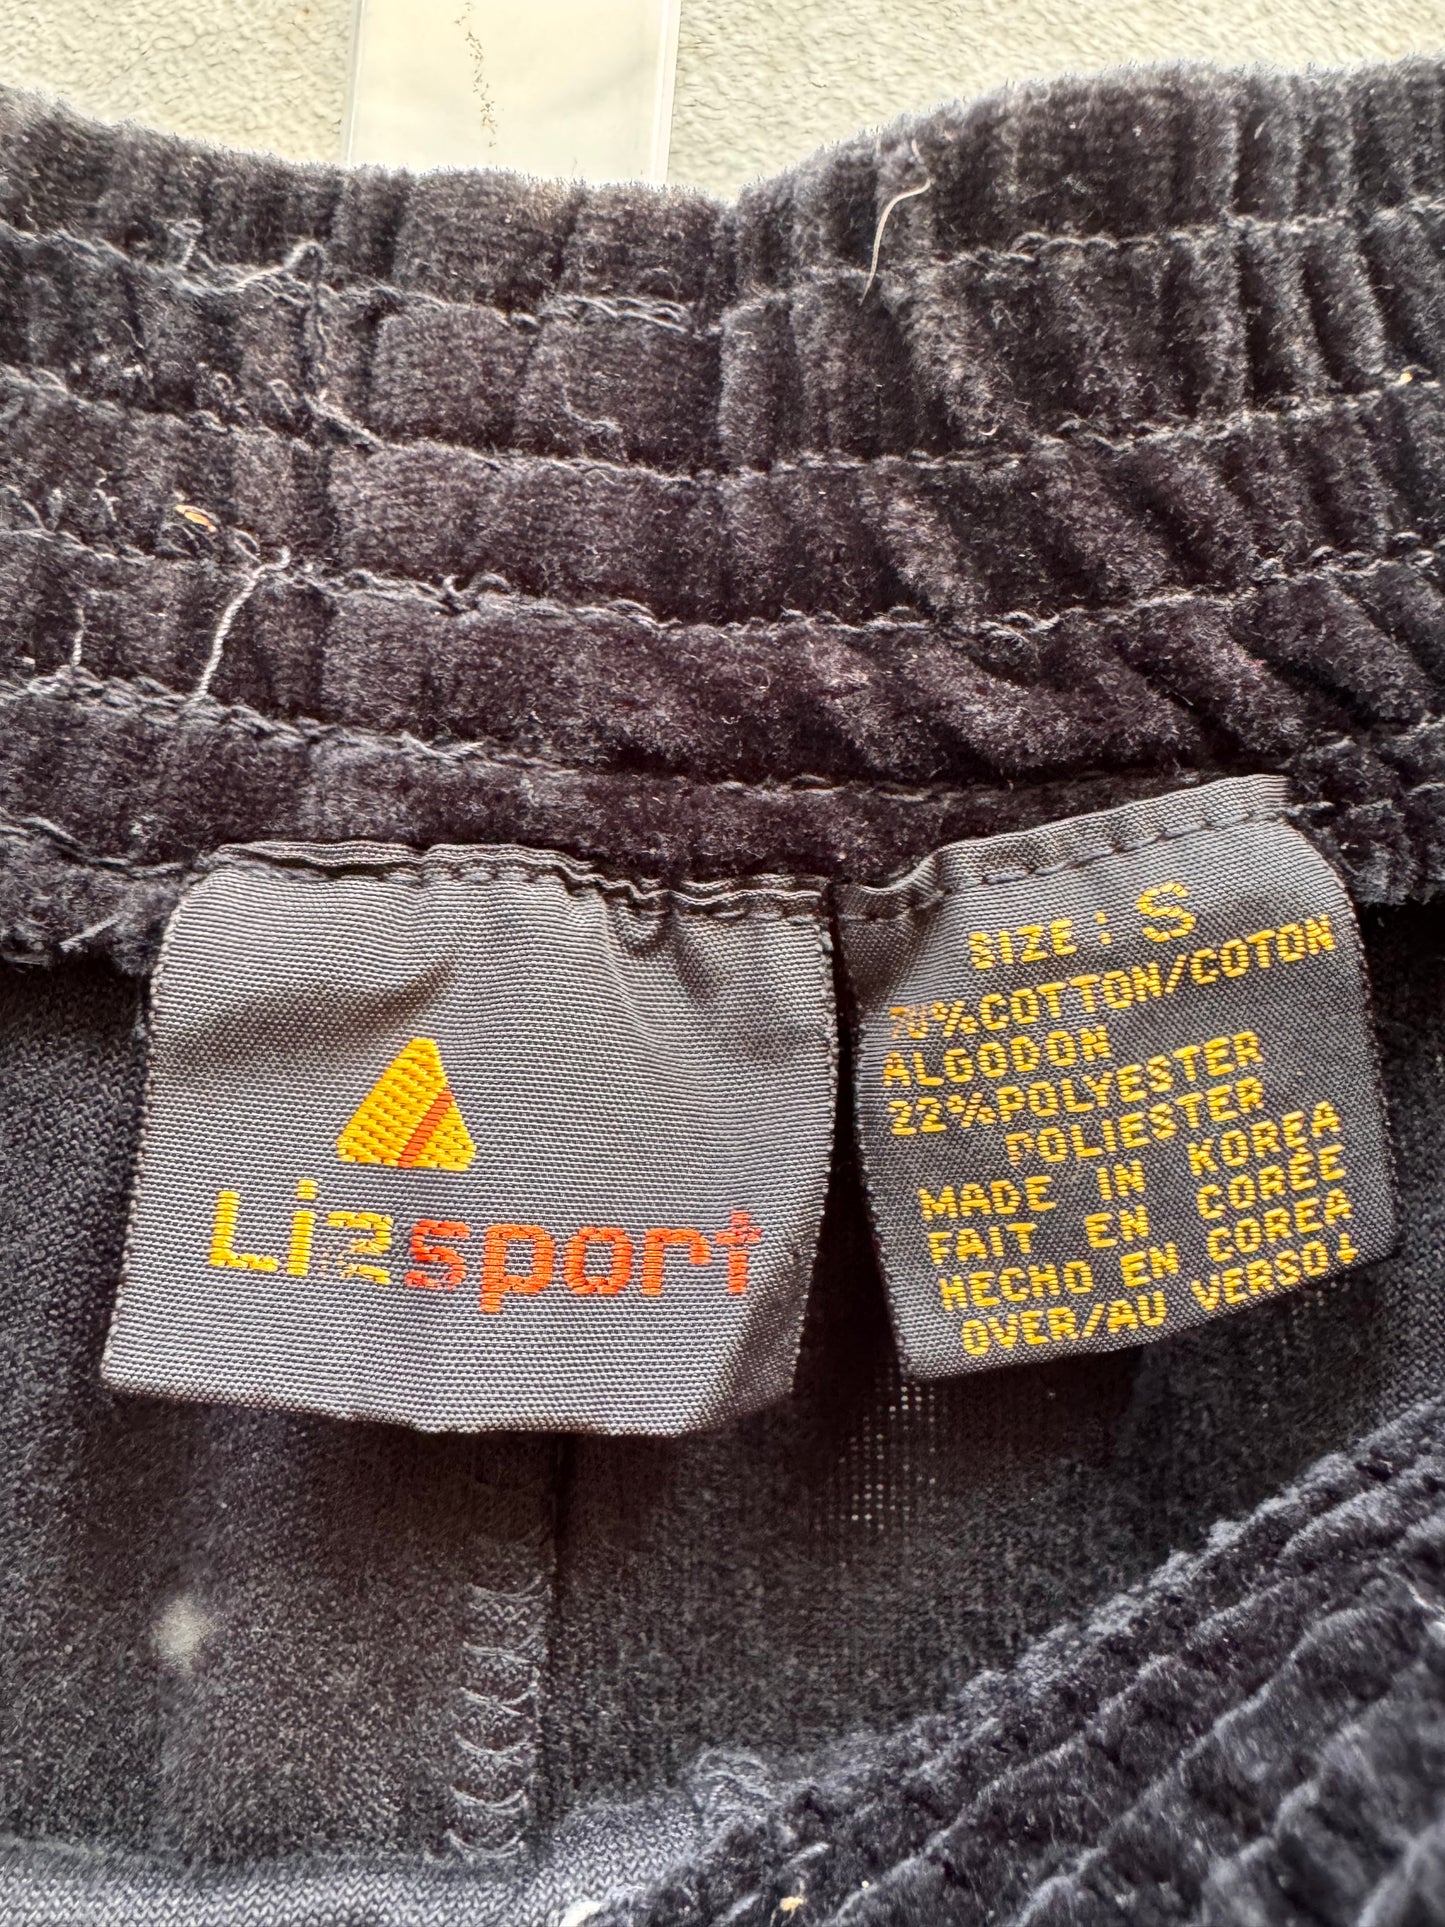 Lizsport
SIZE: S
78%COTTON/COTON
ALGODON
22%POLYESTER
POLIESTER
MADE IN KOREA
FAIT EN CORÉE
HECHO EN COREA
OVER/AU VERSO↓